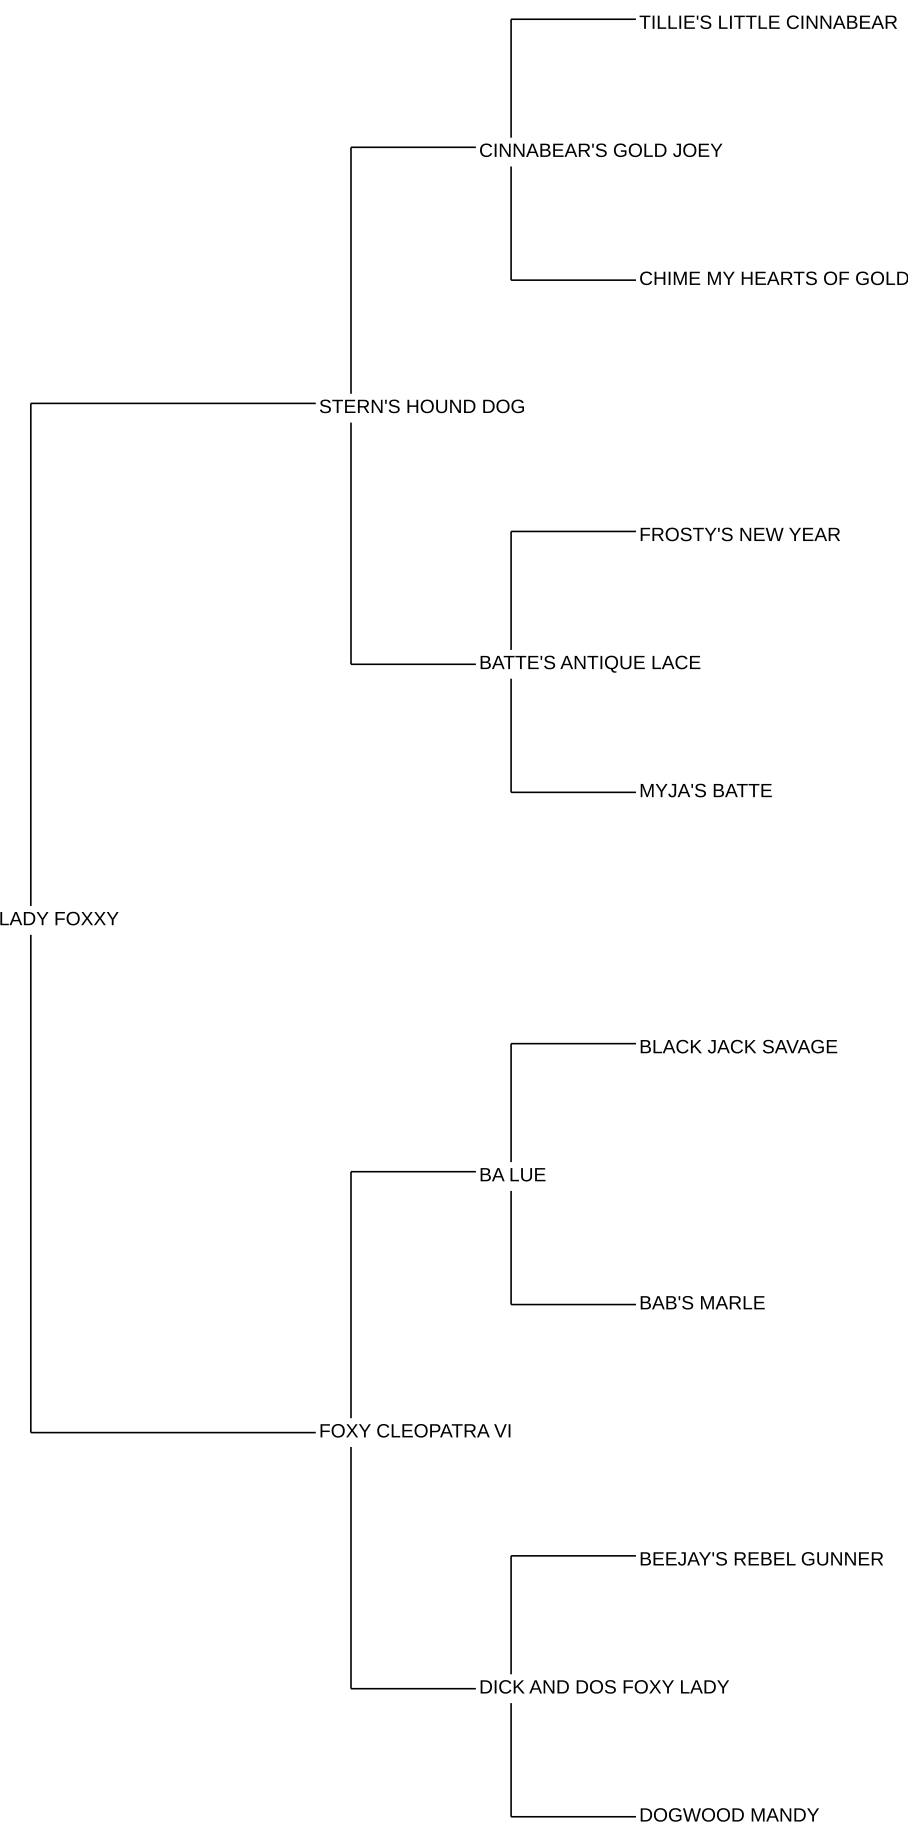 TILLIE'S LITTLE CINNABEAR
CINNABEAR'S GOLD JOEY
CHIME MY HEARTS OF GOLD
STERN'S HOUND DOG
FROSTY'S NEW YEAR
BATTE'S ANTIQUE LACE
MYJA'S BATTE
LADY FOXXY
BLACK JACK SAVAGE
BA LUE
BAB'S MARLE
FOXY CLEOPATRA VI
BEEJAY'S REBEL GUNNER
DICK AND DOS FOXY LADY
DOGWOOD MANDY